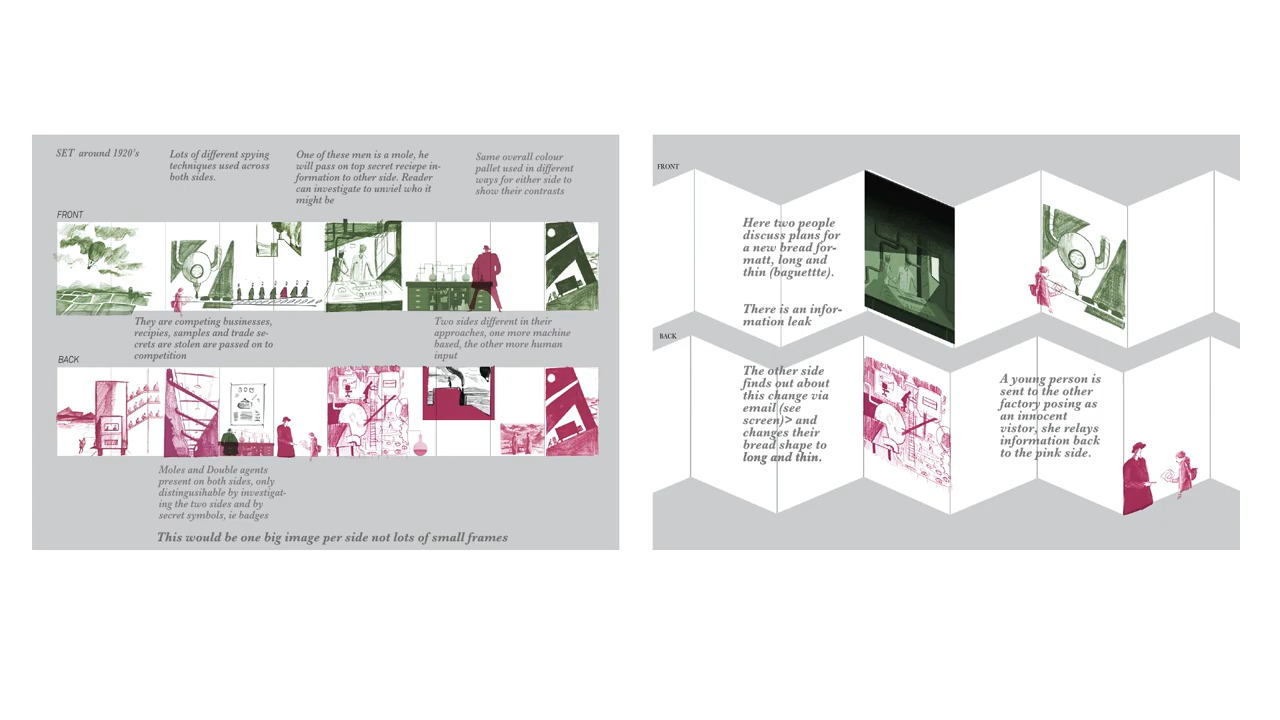 SET around 1920's
Lots of different spying
techniques used across
both sides.
One of these men is a mole, he
will pass on top secret reciepe in-
formation to other side. Reader
can investigate to unviel who it
might be
Same overall colour
pallet used in different
ways for either side to
show their contrasts
FRONT
They are competing businesses,
recipies, samples and trade se-
crets are stolen are passed on to
competition
Two sides different in their
approaches, one more machine
based, the other more human
input
BACK
Moles and Double agents
present on both sides, only
distingusihable by investigat-
ing the two sides and by
secret symbols, ie badges
This would be one big image per side not lots of small frames
FRONT
Here two people
discuss plans for
a new bread for-
matt, long and
thin (baguettte).
There is an infor-
mation leak
BACK
The other side
finds out about
this change via
email (see
screen)> and
changes their
bread shape to
long and thin.
A young person is
sent to the other
factory posing as
an innocent
vistor, she relays
information back
to the pink side.